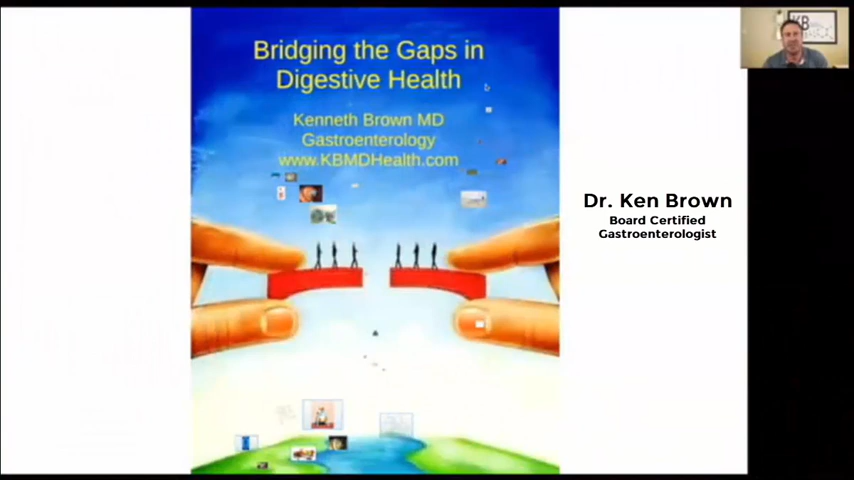 Bridging the Gaps in
Digestive Health
Kenneth Brown MD
Gastroenterology
www.KBMDHealth.com
Dr. Ken Brown
Board Certified
Gastroenterologist
KB